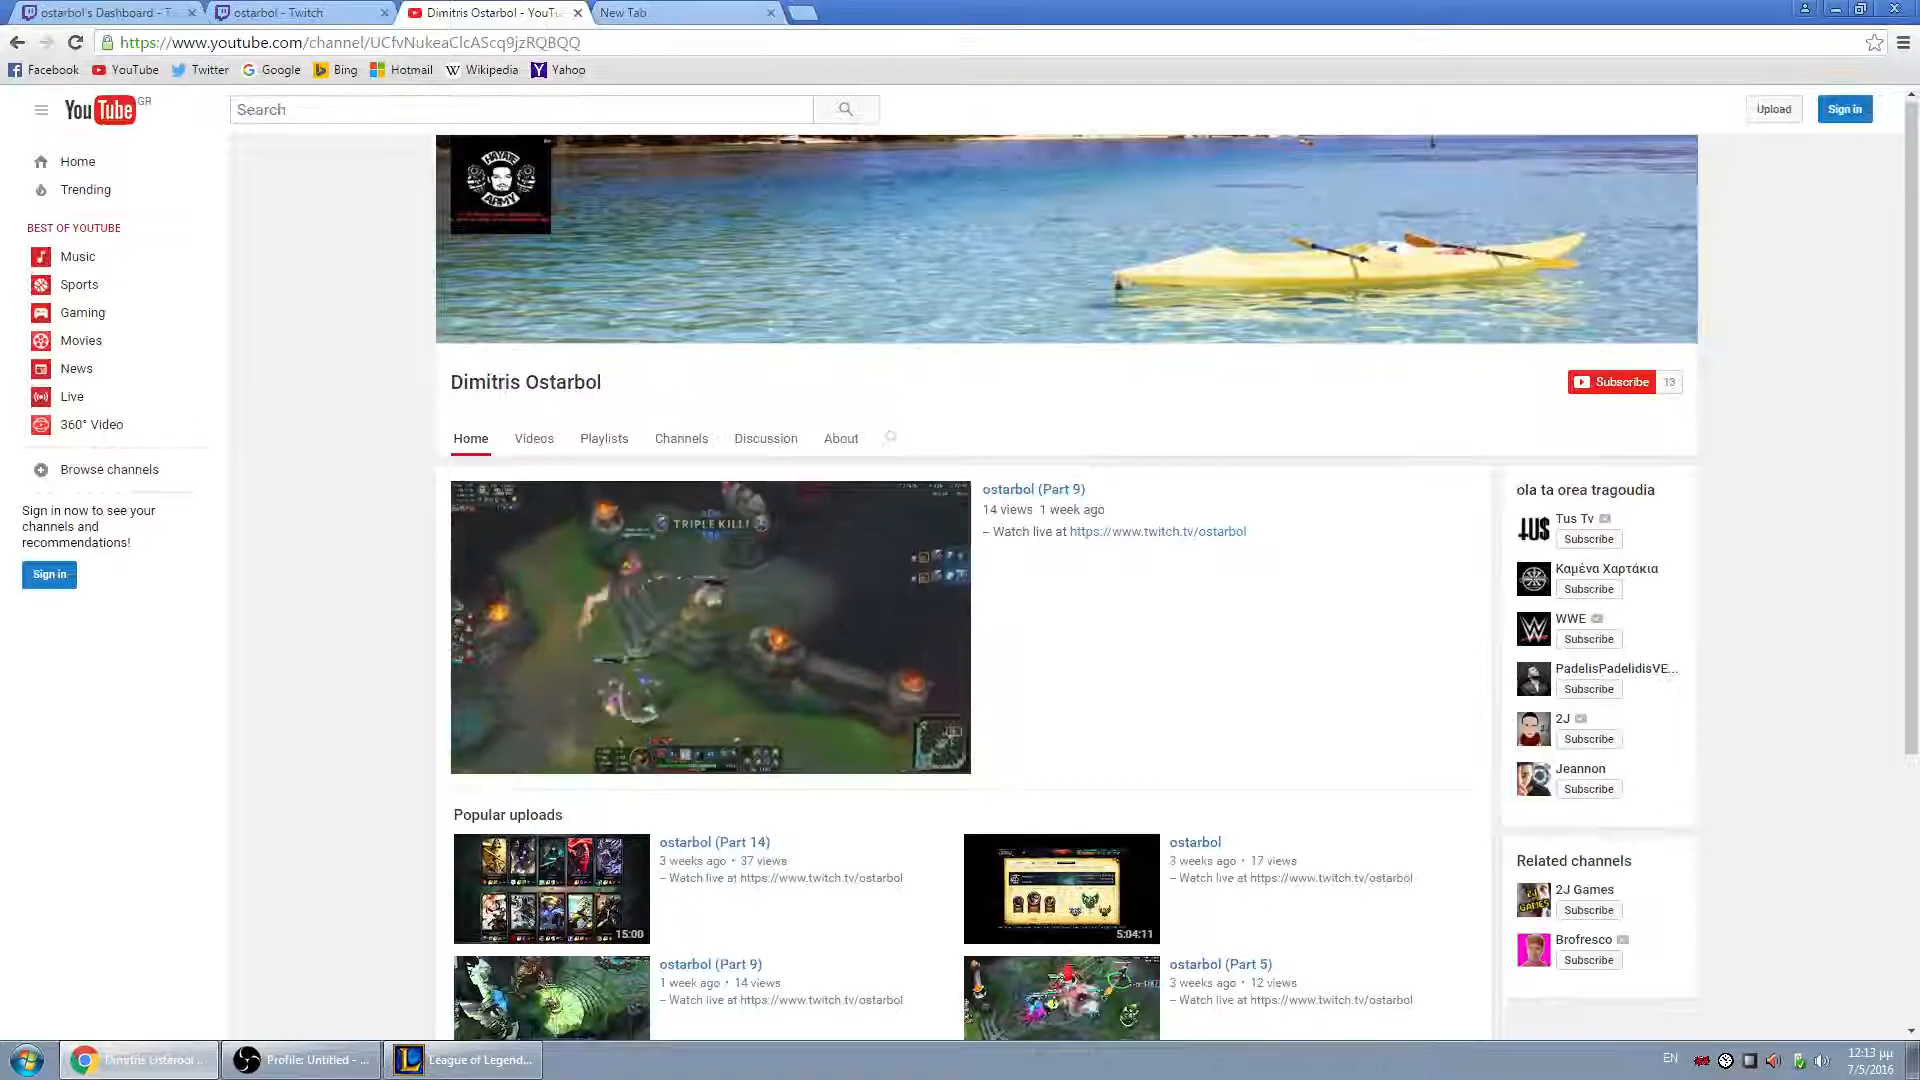 ostarbol's Dashboard - T
ostarbol - Twitch
Dimitris Ostarbol - YouTu
New Tab
https://www.youtube.com/channel/UCfvNukeaClcAScq9jzRQBQQ
Facebook
YouTube
Twitter
Google
Bing
Hotmail
Wikipedia
Yahoo
YouTube GR
Search
Upload
Sign in
Home
Trending
BEST OF YOUTUBE
Music
Sports
Gaming
Movies
News
Live
360° Video
Browse channels
Sign in now to see your
channels and
recommendations!
Sign in
HAYATE
ARMY
Dimitris Ostarbol
Subscribe 13
Home
Videos
Playlists
Channels
Discussion
About
TRIPLE KILL!
ostarbol (Part 9)
14 views 1 week ago
– Watch live at https://www.twitch.tv/ostarbol
Popular uploads
15:00
ostarbol (Part 14)
3 weeks ago • 37 views
– Watch live at https://www.twitch.tv/ostarbol
5:04:11
ostarbol
3 weeks ago • 17 views
– Watch live at https://www.twitch.tv/ostarbol
ostarbol (Part 9)
1 week ago • 14 views
– Watch live at https://www.twitch.tv/ostarbol
ostarbol (Part 5)
3 weeks ago • 12 views
– Watch live at https://www.twitch.tv/ostarbol
ola ta orea tragoudia
Tus Tv
Subscribe
Καμένα Χαρτάκια
Subscribe
WWE
Subscribe
PadelisPadelidisVE...
Subscribe
2J
Subscribe
Jeannon
Subscribe
Related channels
2J Games
Subscribe
Brofresco
Subscribe
Profile: Untitled - ...
League of Legend...
EN
12:13 μμ
7/5/2016